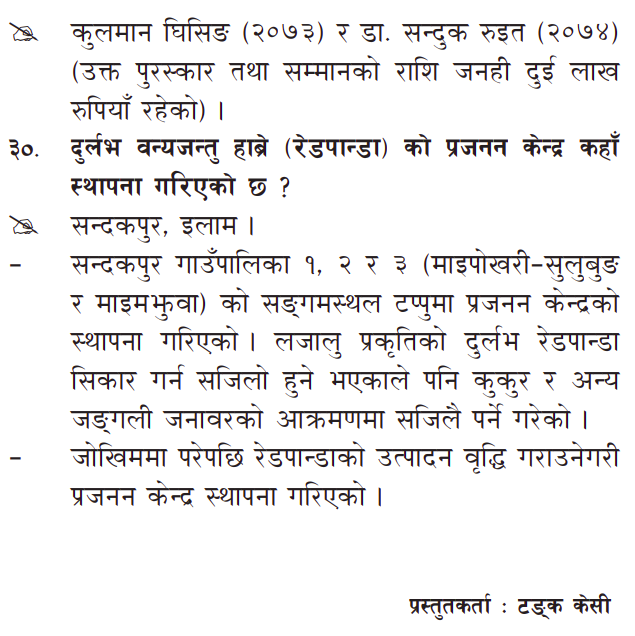 कुलमान घिसिङ (२०७३) र डा. सन्दुक रुइत (२०७४)
(उक्त पुरस्कार तथा सम्मानको राशि जनही दुई लाख
रुपियाँ रहेको) ।
३०. दुर्लभ वन्यजन्तु हाब्रे (रेडपान्डा) को प्रजनन केन्द्र कहाँ
स्थापना गरिएको छ ?
सन्दकपुर, इलाम ।
– सन्दकपुर गाउँपालिका १, २ र ३ (माइपोखरी–सुलुबुङ
र माइमझुवा) को सङ्गमस्थल टप्पुमा प्रजनन केन्द्रको
स्थापना गरिएको । लजालु प्रकृतिको दुर्लभ रेडपान्डा
सिकार गर्न सजिलो हुने भएकाले पनि कुकुर र अन्य
जङ्गली जनावरको आक्रमणमा सजिलै पर्ने गरेको ।
– जोखिममा परेपछि रेडपान्डाको उत्पादन वृद्धि गराउनेगरी
प्रजनन केन्द्र स्थापना गरिएको ।
प्रस्तुतकर्ता : टङ्क केसी